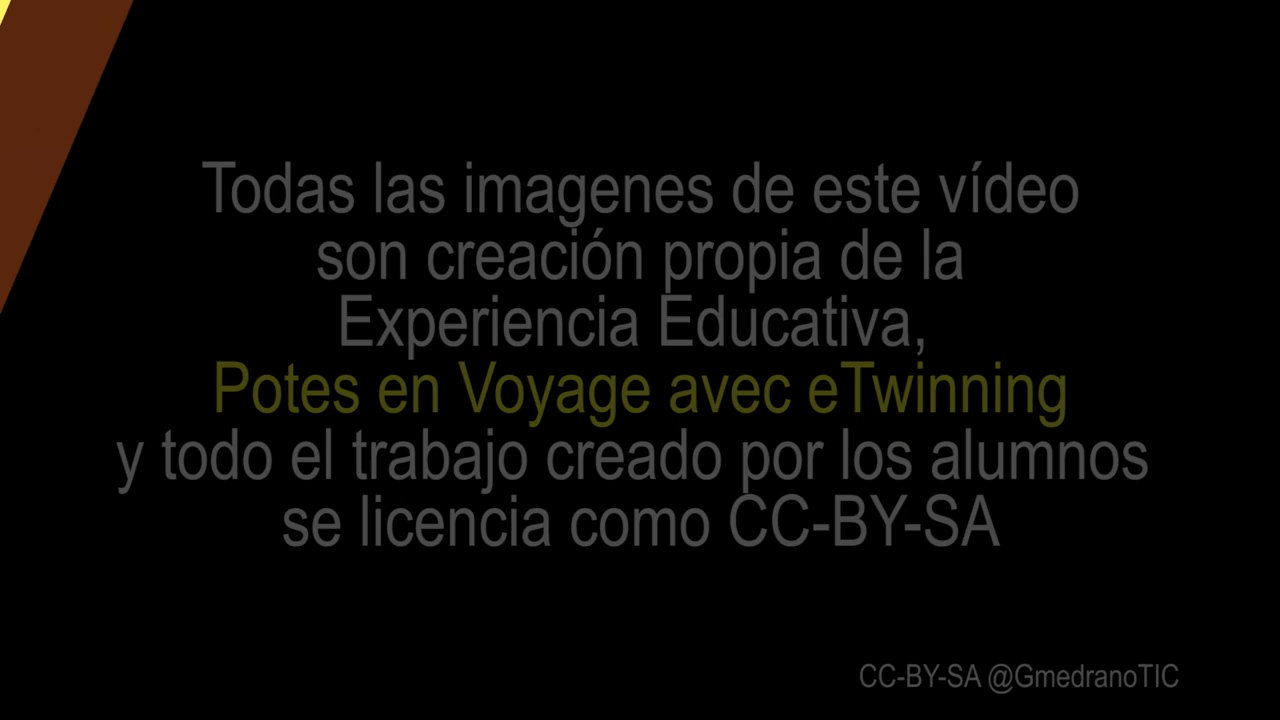 Todas las imagenes de este vídeo
son creación propia de la
Experiencia Educativa,
Potes en Voyage avec eTwinning
y todo el trabajo creado por los alumnos
se licencia como CC-BY-SA
CC-BY-SA @GmedranoTIC